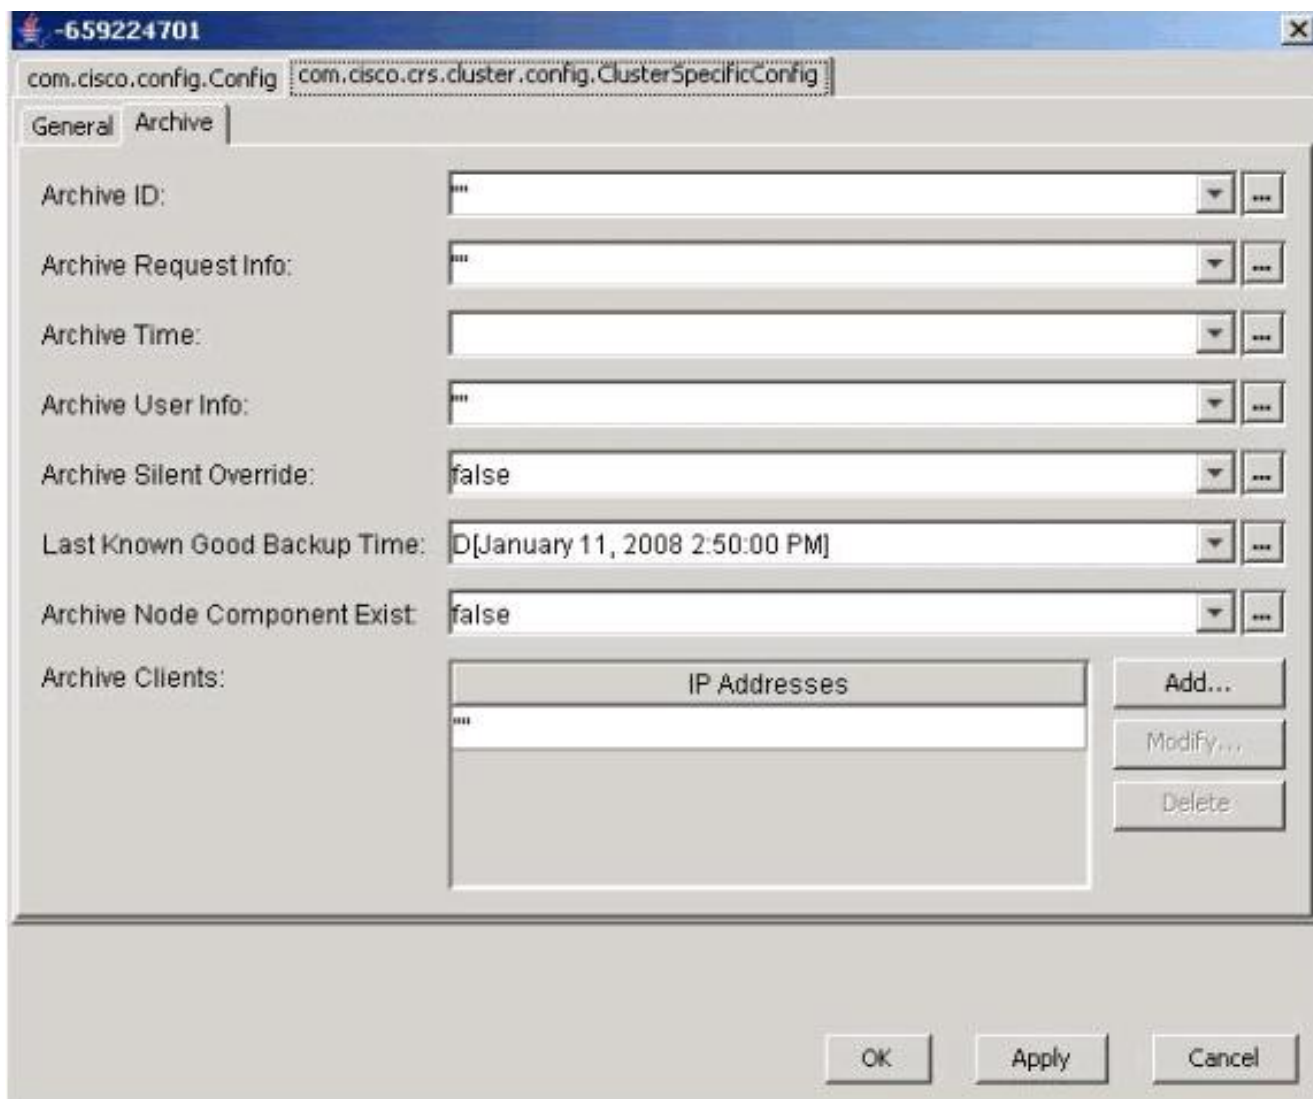 -659224701
com.cisco.config.Config com.cisco.crs.cluster.config.ClusterSpecificConfig
General Archive
Archive ID: "" ...
Archive Request Info: "" ...
Archive Time: ...
Archive User Info: "" ...
Archive Silent Override: false ...
Last Known Good Backup Time: D[January 11, 2008 2:50:00 PM] ...
Archive Node Component Exist: false ...
Archive Clients: IP Addresses Add...
""
Modify...
Delete
OK Apply Cancel